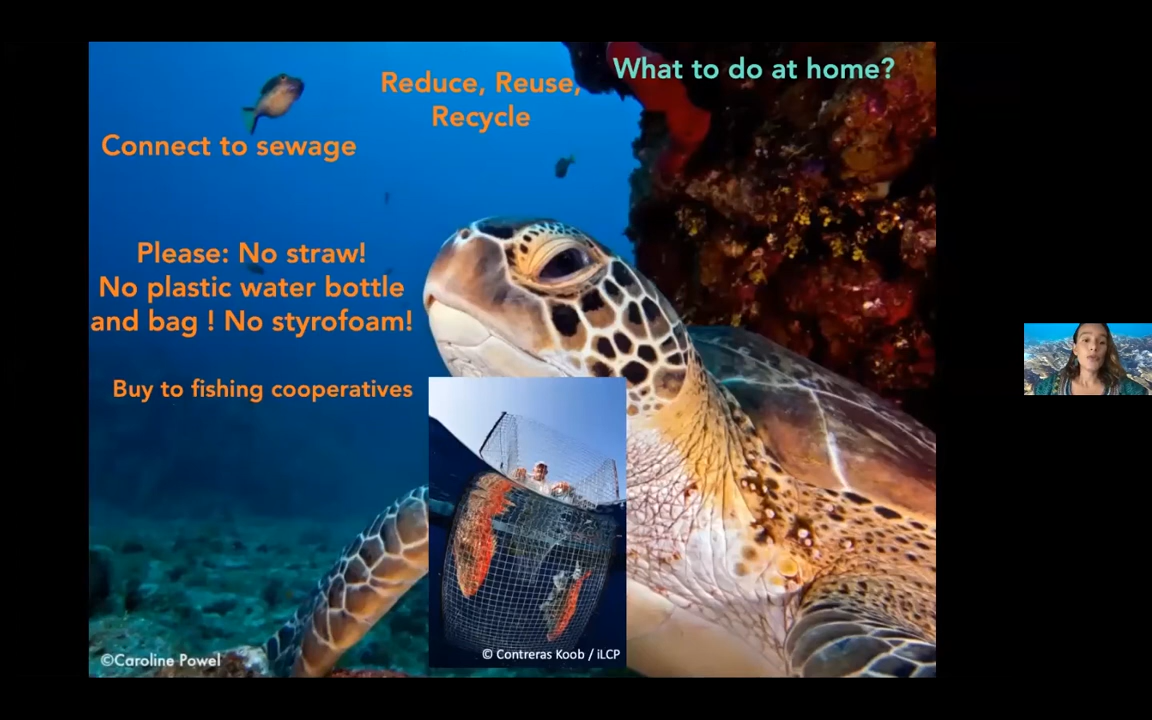 What to do at home?
Reduce, Reuse,
Recycle
Connect to sewage
Please: No straw!
No plastic water bottle
and bag ! No styrofoam!
Buy to fishing cooperatives
© Contreras Koob / iLCP
©Caroline Powel